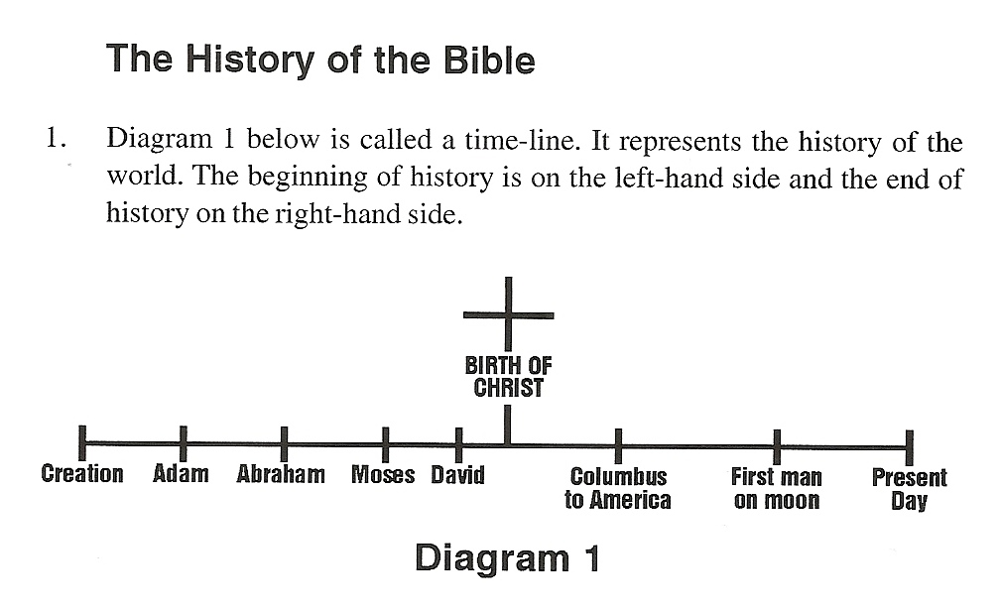 The History of the Bible
1. Diagram 1 below is called a time-line. It represents the history of the
world. The beginning of history is on the left-hand side and the end of
history on the right-hand side.
BIRTH OF
CHRIST
Creation Adam Abraham Moses David Columbus First man Present
to America on moon Day
Diagram 1